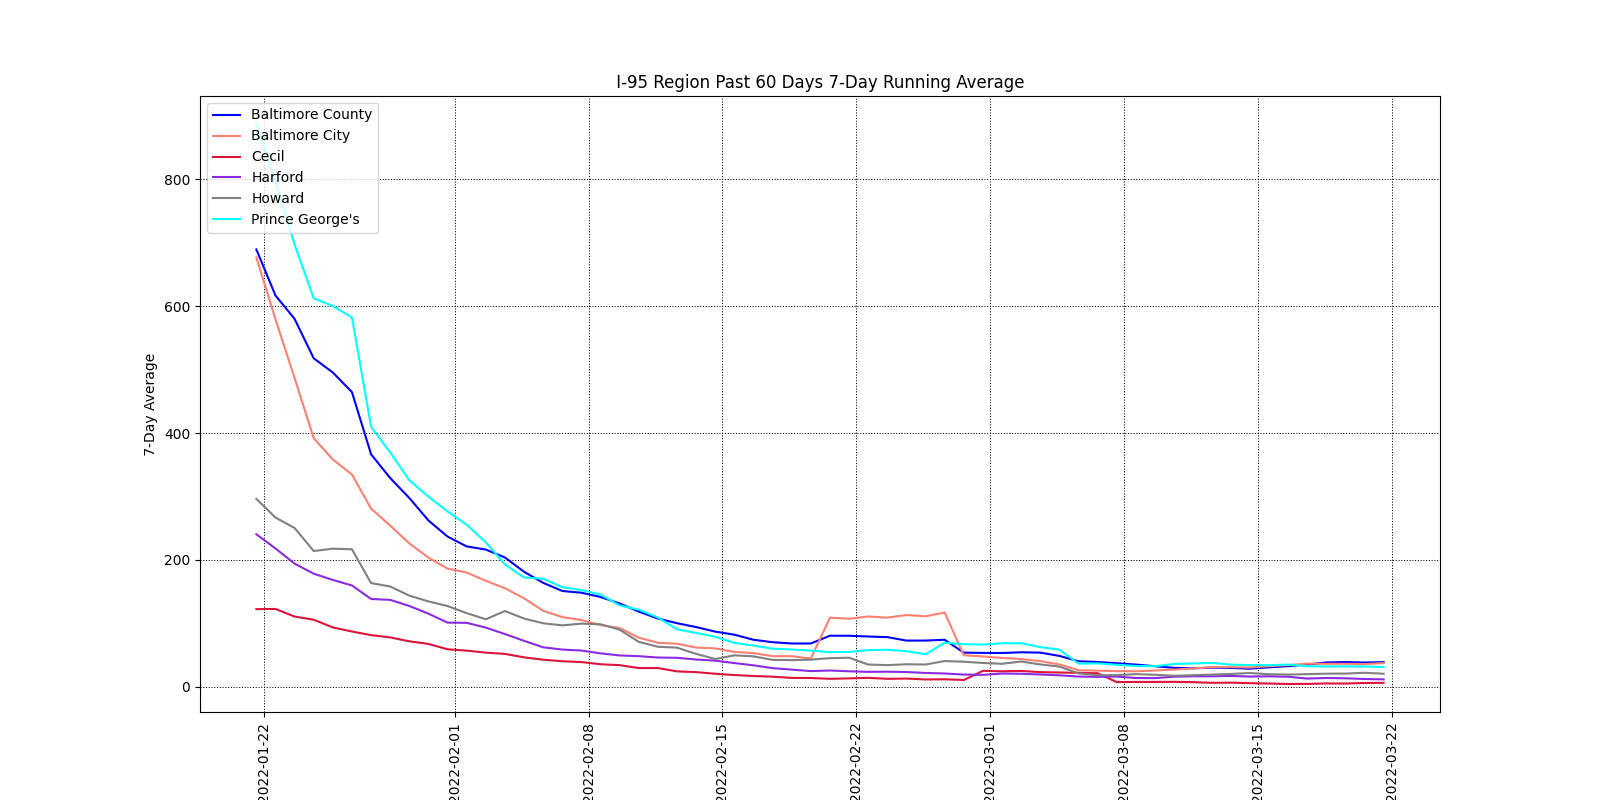 I-95 Region Past 60 Days 7-Day Running Average
Baltimore County
Baltimore City
Cecil
Harford
Howard
Prince George's
7-Day Average
800
600
400
200
0
2022-01-22
2022-02-01
2022-02-08
2022-02-15
2022-02-22
2022-03-01
2022-03-08
2022-03-15
2022-03-22